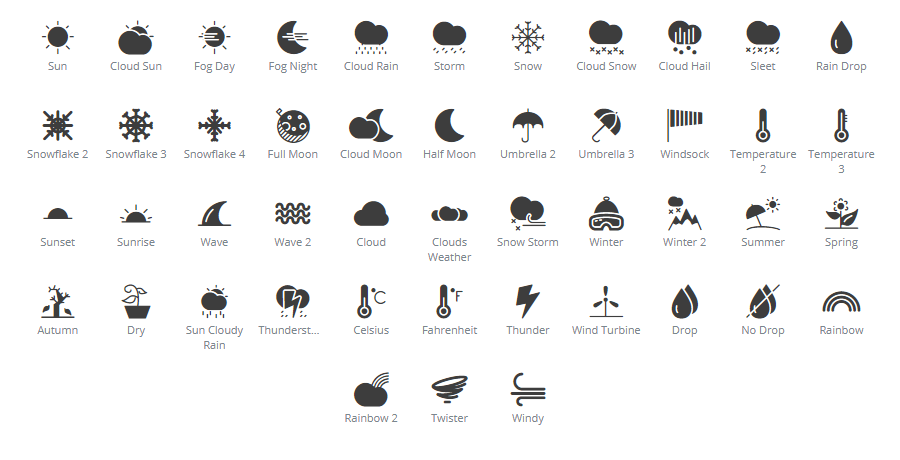 Sun
Cloud Sun
Fog Day
Fog Night
Cloud Rain
Storm
Snow
Cloud Snow
Cloud Hail
Sleet
Rain Drop
Snowflake 2
Snowflake 3
Snowflake 4
Full Moon
Cloud Moon
Half Moon
Umbrella 2
Umbrella 3
Windsock
Temperature
2
Temperature
3
Sunset
Sunrise
Wave
Wave 2
Cloud
Clouds
Weather
Snow Storm
Winter
Winter 2
Summer
Spring
Autumn
Dry
Sun Cloudy
Rain
Thunderst...
°C
Celsius
°F
Fahrenheit
Thunder
Wind Turbine
Drop
No Drop
Rainbow
Rainbow 2
Twister
Windy